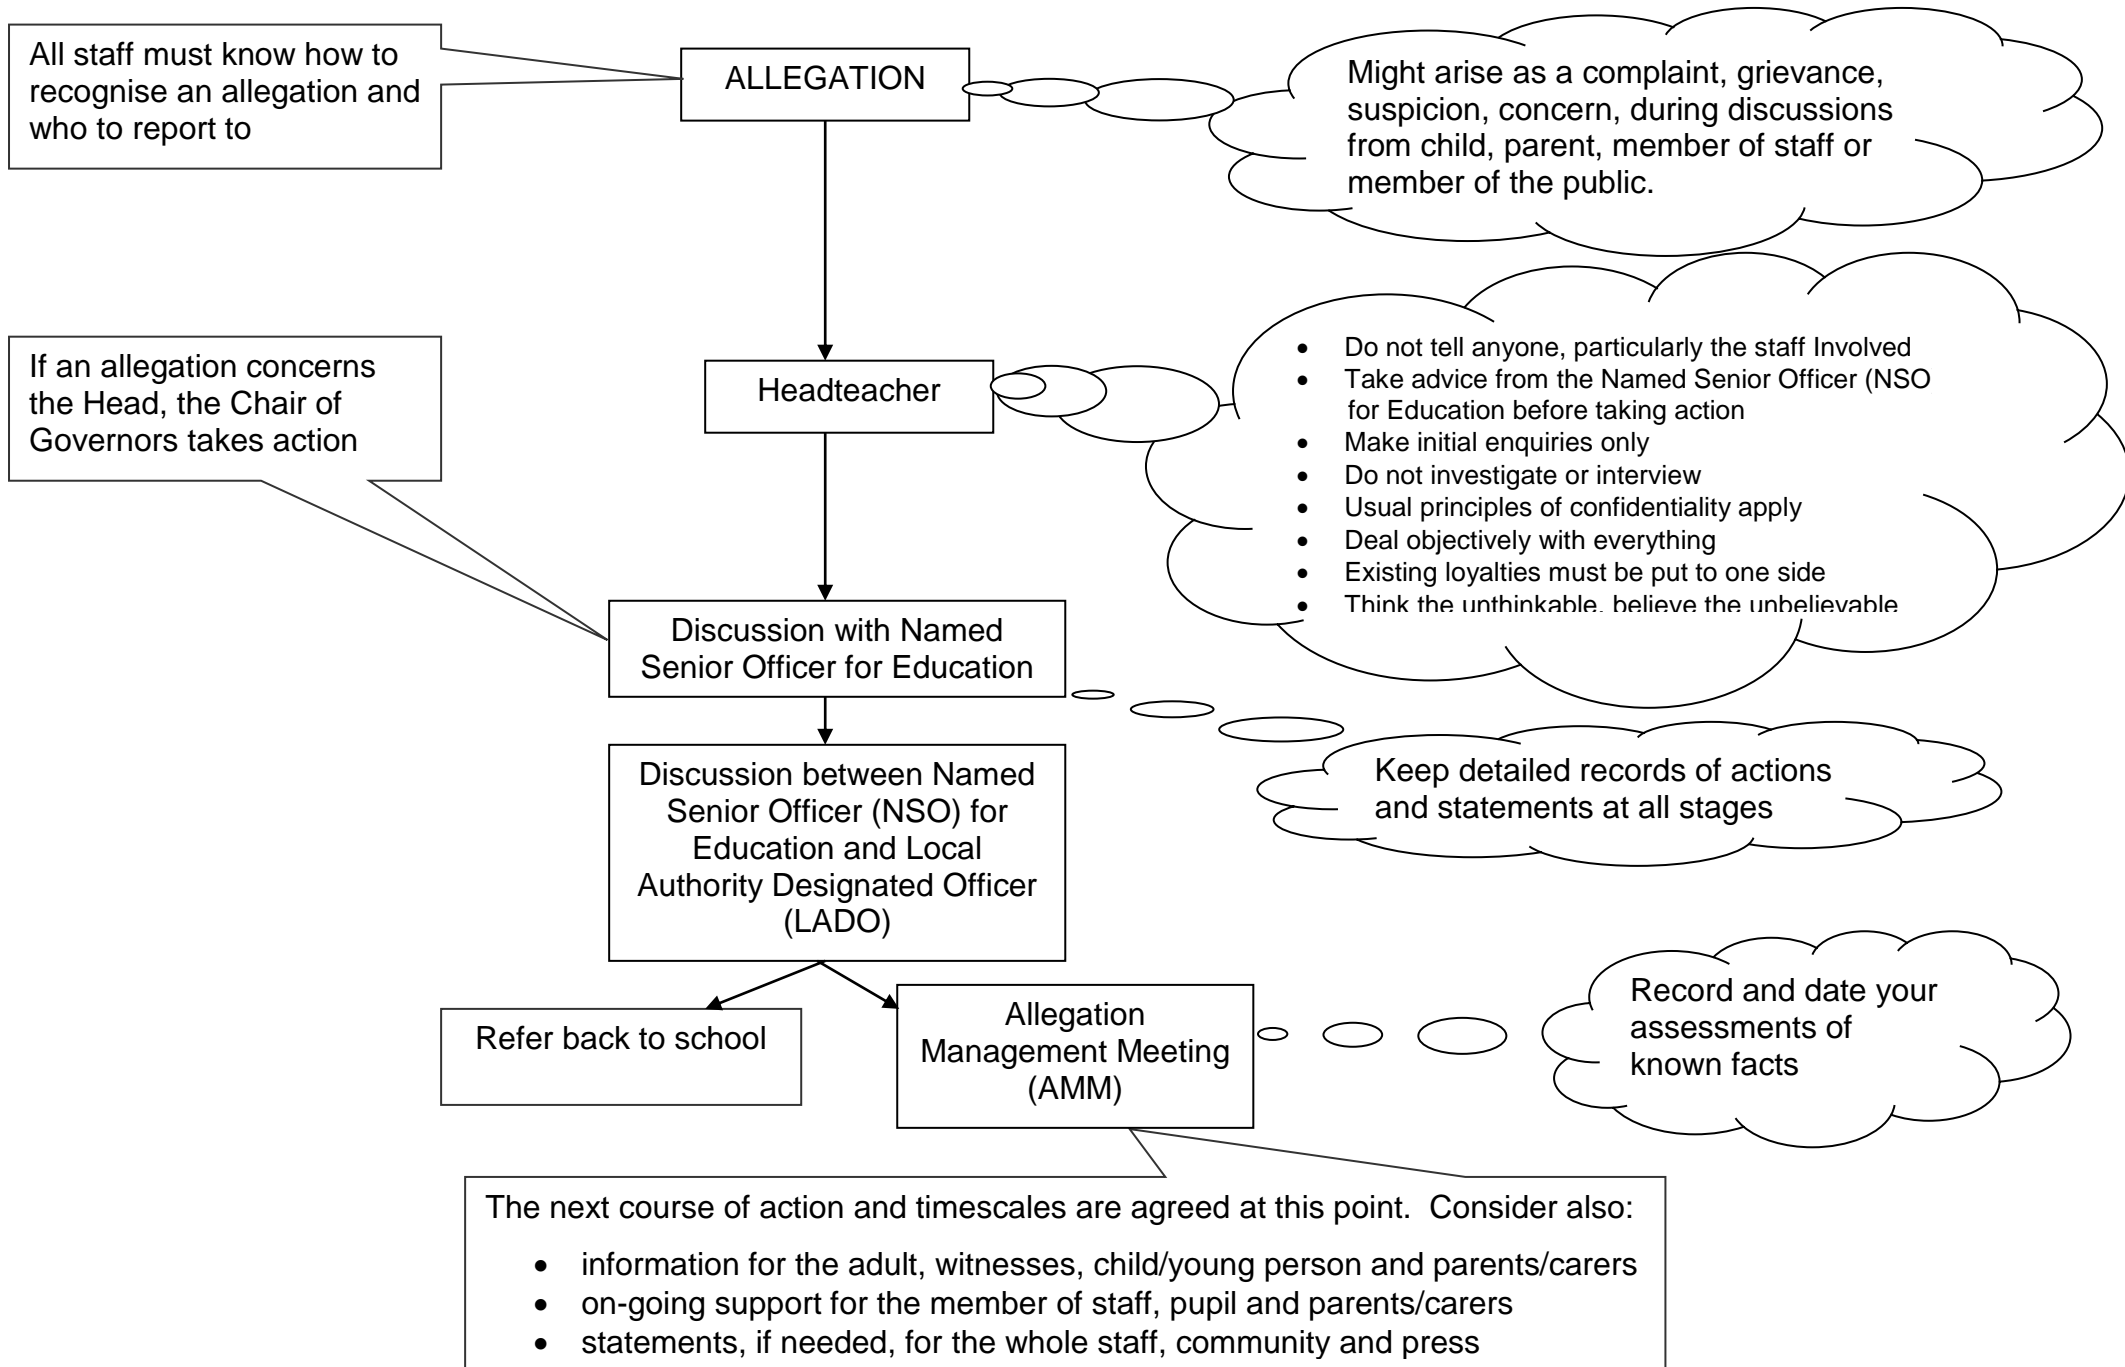 All staff must know how to
recognise an allegation and
who to report to
ALLEGATION
Might arise as a complaint, grievance,
suspicion, concern, during discussions
from child, parent, member of staff or
member of the public.
If an allegation concerns
the Head, the Chair of
Governors takes action
Headteacher
• Do not tell anyone, particularly the staff Involved
• Take advice from the Named Senior Officer (NSO
for Education before taking action
• Make initial enquiries only
• Do not investigate or interview
• Usual principles of confidentiality apply
• Deal objectively with everything
• Existing loyalties must be put to one side
• Think the unthinkable, believe the unbelievable
Discussion with Named
Senior Officer for Education
Keep detailed records of actions
and statements at all stages
Discussion between Named
Senior Officer (NSO) for
Education and Local
Authority Designated Officer
(LADO)
Refer back to school
Allegation
Management Meeting
(AMM)
Record and date your
assessments of
known facts
The next course of action and timescales are agreed at this point.  Consider also:
• information for the adult, witnesses, child/young person and parents/carers
• on-going support for the member of staff, pupil and parents/carers
• statements, if needed, for the whole staff, community and press